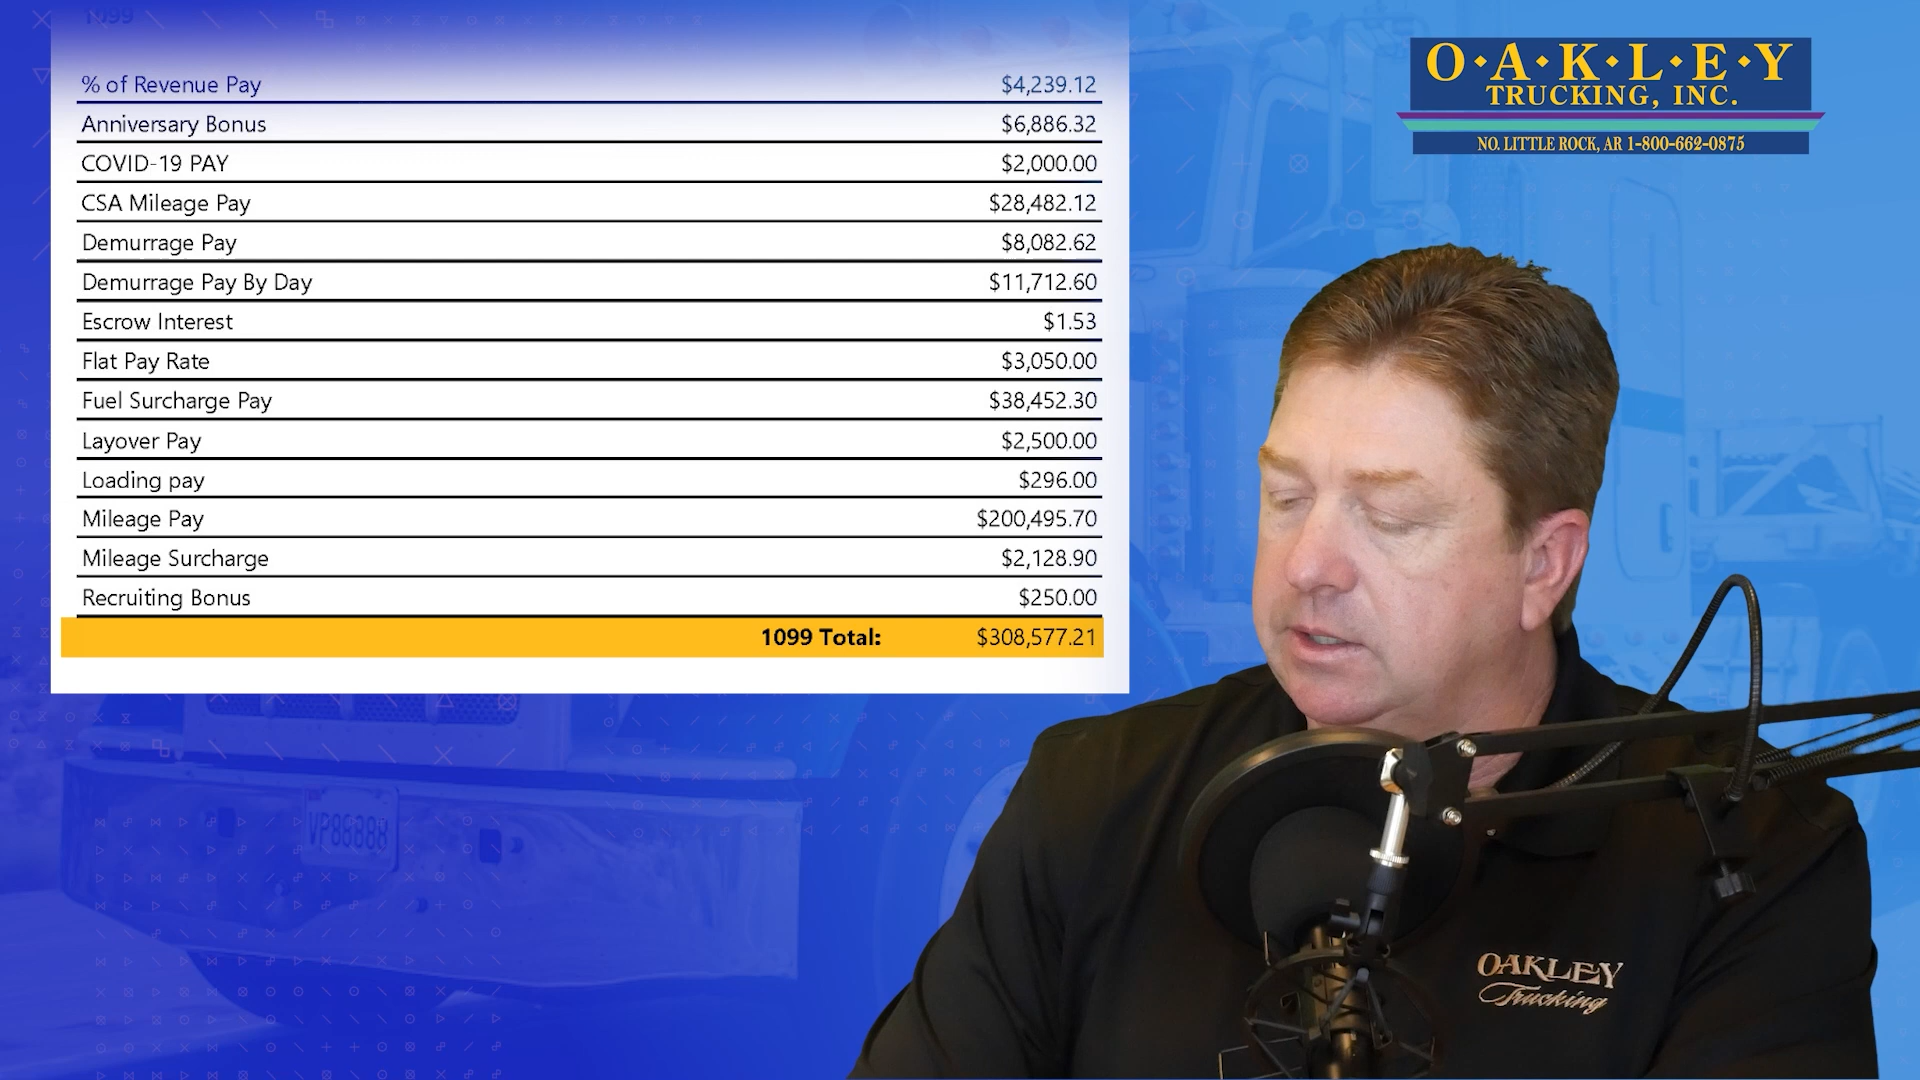 1099
% of Revenue Pay $4,239.12
Anniversary Bonus $6,886.32
COVID-19 PAY $2,000.00
CSA Mileage Pay $28,482.12
Demurrage Pay $8,082.62
Demurrage Pay By Day $11,712.60
Escrow Interest $1.53
Flat Pay Rate $3,050.00
Fuel Surcharge Pay $38,452.30
Layover Pay $2,500.00
Loading pay $296.00
Mileage Pay $200,495.70
Mileage Surcharge $2,128.90
Recruiting Bonus $250.00
1099 Total: $308,577.21
O·A·K·L·E·Y
TRUCKING, INC.
NO. LITTLE ROCK, AR 1-800-662-0875
OAKLEY
Trucking